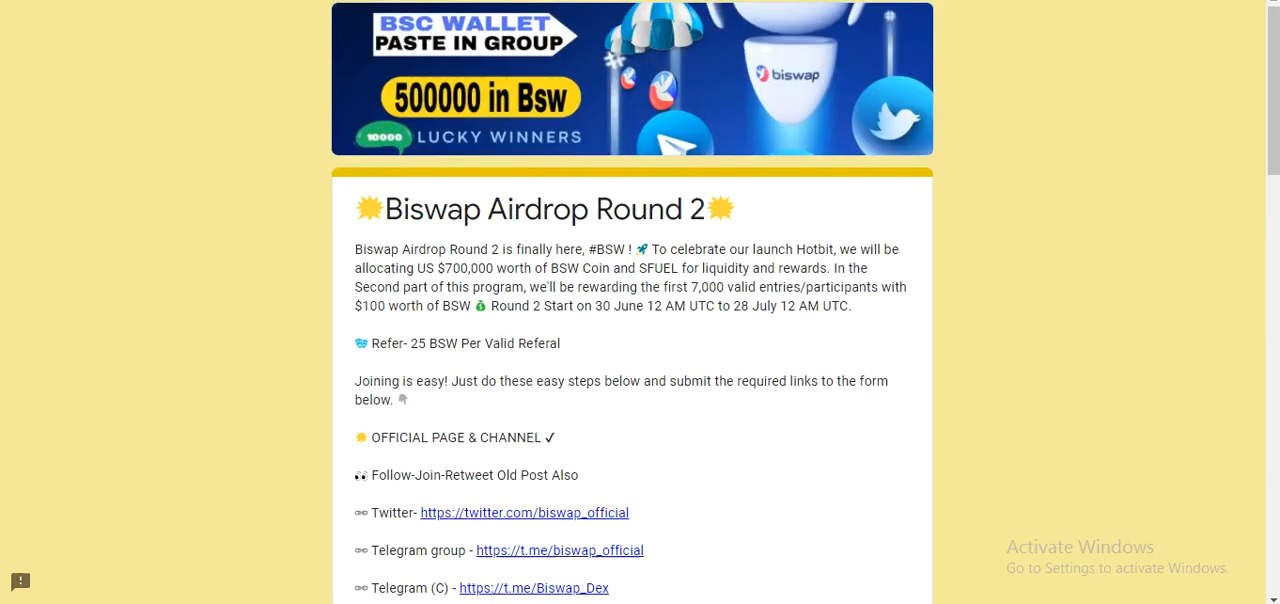 BSC WALLET
PASTE IN GROUP
biswap
500000 in Bsw
10000 LUCKY WINNERS
Biswap Airdrop Round 2
Biswap Airdrop Round 2 is finally here, #BSW ! 🚀 To celebrate our launch Hotbit, we will be
allocating US $700,000 worth of BSW Coin and SFUEL for liquidity and rewards. In the
Second part of this program, we'll be rewarding the first 7,000 valid entries/participants with
$100 worth of BSW 💰 Round 2 Start on 30 June 12 AM UTC to 28 July 12 AM UTC.
Refer- 25 BSW Per Valid Referal
Joining is easy! Just do these easy steps below and submit the required links to the form
below. 👇
OFFICIAL PAGE & CHANNEL ✓
👀 Follow-Join-Retweet Old Post Also
Twitter- https://twitter.com/biswap_official
Telegram group - https://t.me/biswap_official
Telegram (C) - https://t.me/Biswap_Dex
Activate Windows
Go to Settings to activate Windows.